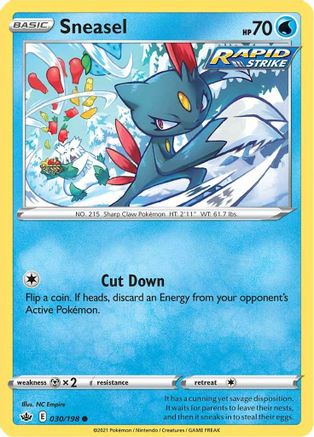 BASIC Sneasel HP 70
RAPID
STRIKE
NO. 215 Sharp Claw Pokémon HT: 2'11" WT: 61.7 lbs.
Cut Down
Flip a coin. If heads, discard an Energy from your opponent's
Active Pokémon.
weakness ×2 resistance retreat
Illus. NC Empire
E 030/198
It has a cunning yet savage disposition.
It waits for parents to leave their nests,
and then it sneaks in to steal their eggs.
©2021 Pokémon / Nintendo / Creatures / GAME FREAK